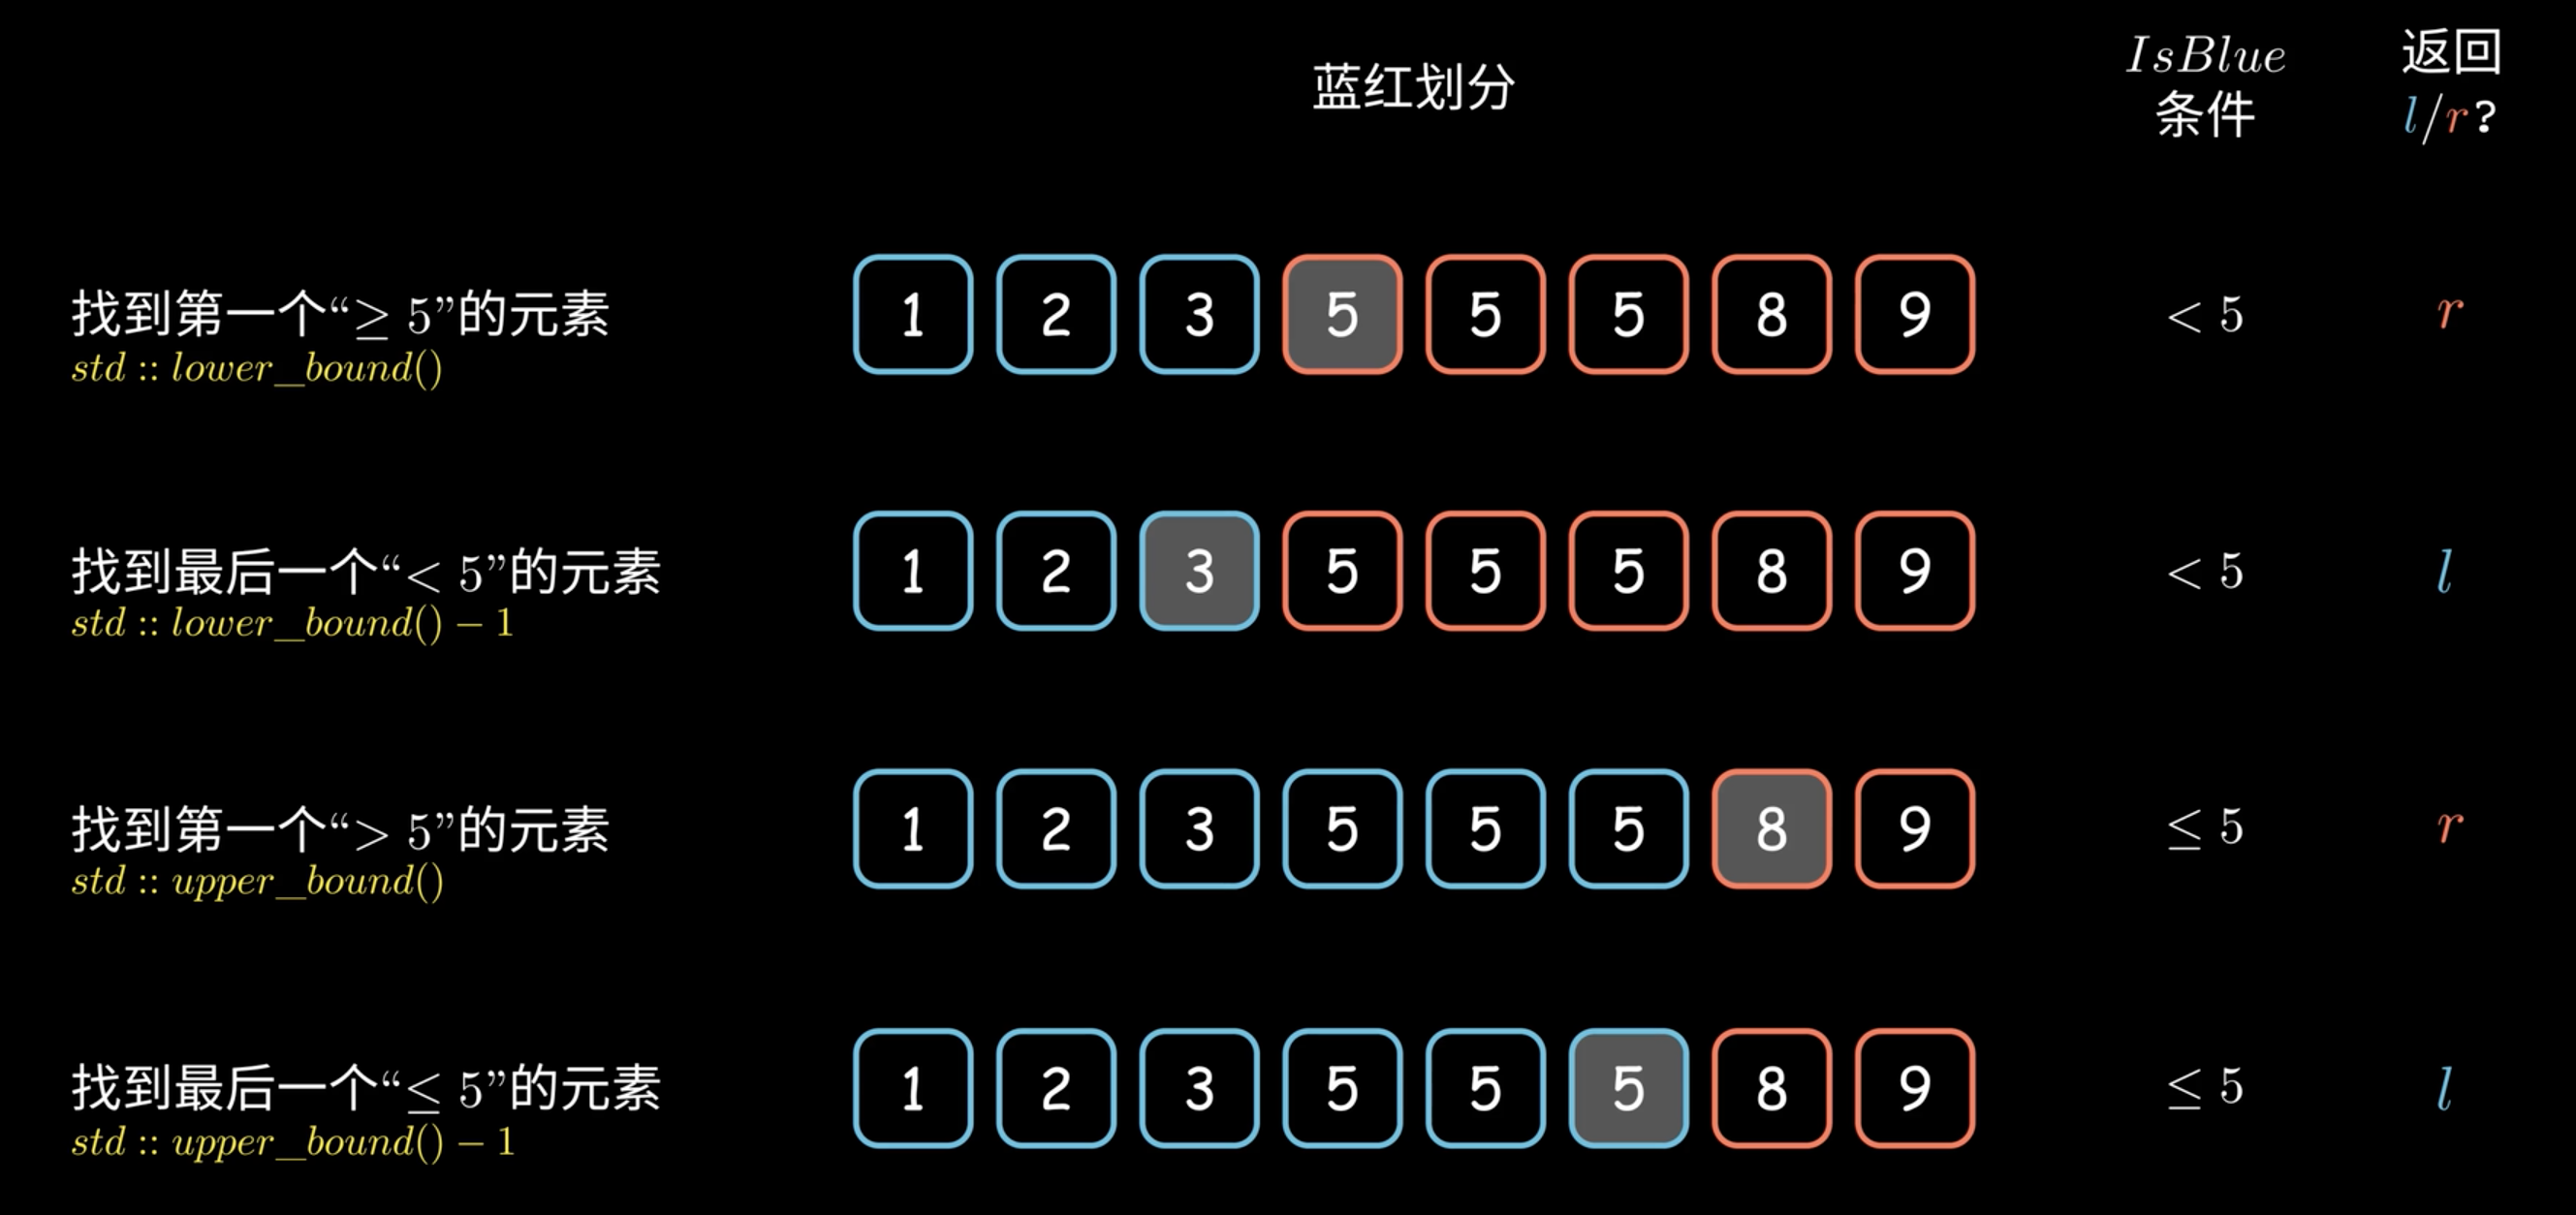 蓝红划分
IsBlue
条件
返回
l/r?
找到第一个“≥ 5”的元素
std :: lower_bound()
1 2 3 5 5 5 8 9
< 5
r
找到最后一个“< 5”的元素
std :: lower_bound() − 1
1 2 3 5 5 5 8 9
< 5
l
找到第一个“> 5”的元素
std :: upper_bound()
1 2 3 5 5 5 8 9
≤ 5
r
找到最后一个“≤ 5”的元素
std :: upper_bound() − 1
1 2 3 5 5 5 8 9
≤ 5
l